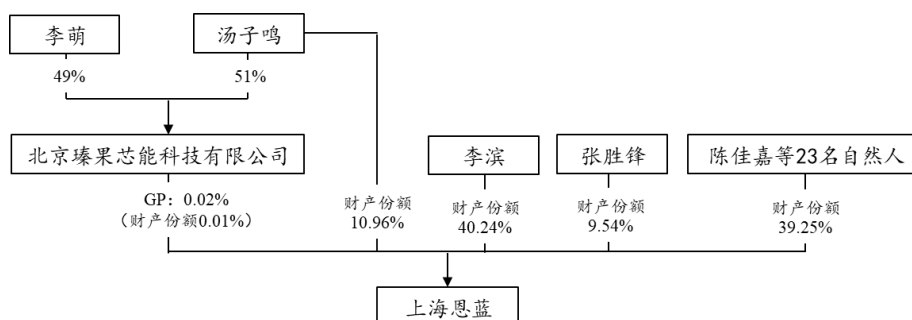 李萌
汤子鸣
49%
51%
北京瑧果芯能科技有限公司
李滨
张胜锋
陈佳嘉等23名自然人
GP：0.02%
（财产份额0.01%）
财产份额
10.96%
财产份额
40.24%
财产份额
9.54%
财产份额
39.25%
上海恩蓝